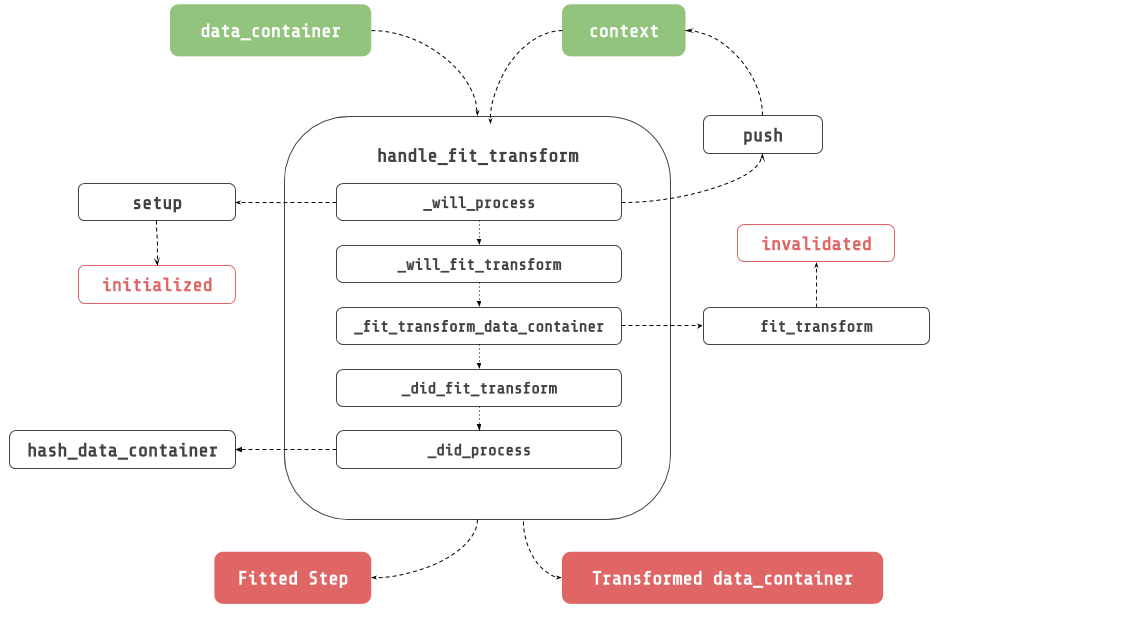 data_container
context
push
handle_fit_transform
setup
_will_process
invalidated
_will_fit_transform
initialized
_fit_transform_data_container
fit_transform
_did_fit_transform
hash_data_container
_did_process
Fitted Step
Transformed data_container